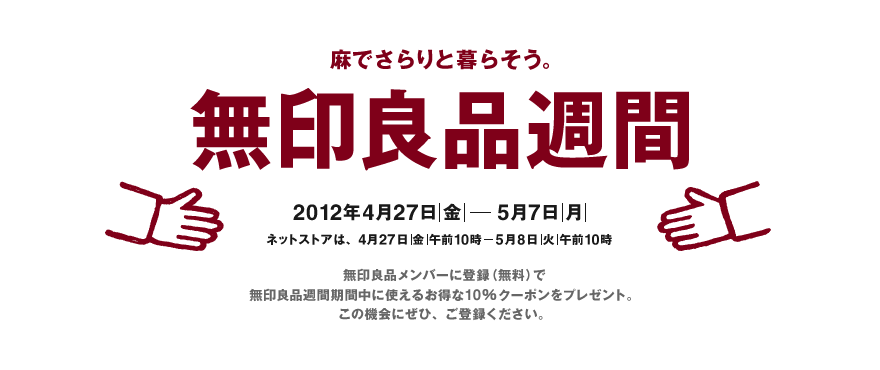 麻でさらりと暮らそう。
無印良品週間
2012年4月27日|金|— 5月7日|月|
ネットストアは、4月27日|金|午前10時－5月8日|火|午前10時
無印良品メンバーに登録（無料）で
無印良品週間期間中に使えるお得な10％クーポンをプレゼント。
この機会にぜひ、ご登録ください。